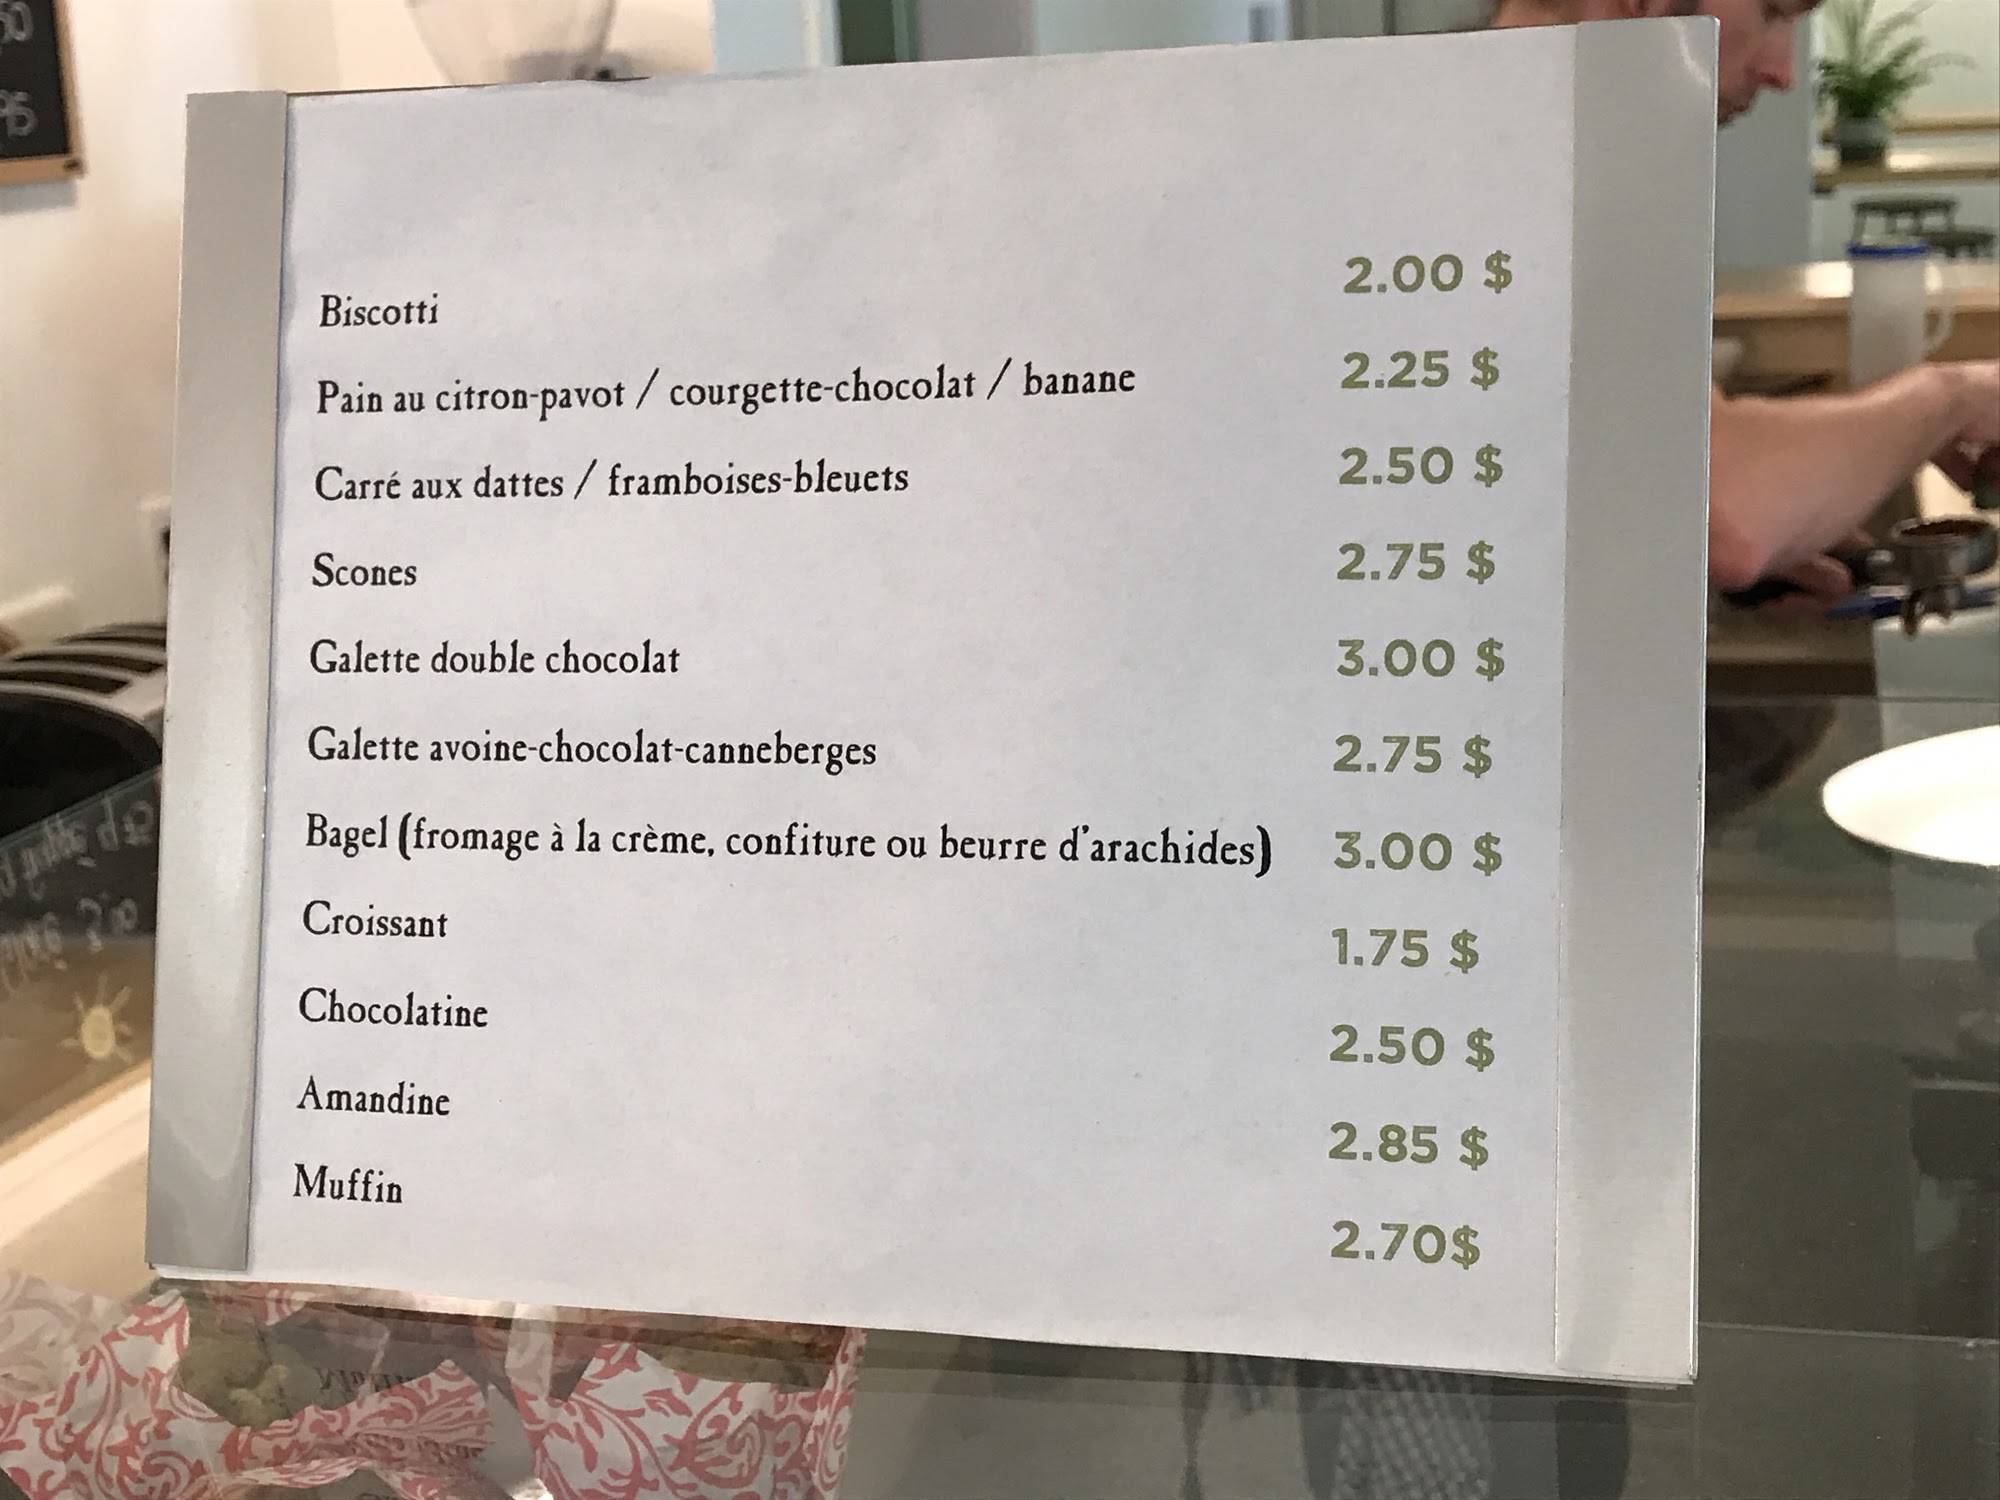 50
95
Biscotti 2.00 $
Pain au citron-pavot / courgette-chocolat / banane 2.25 $
Carré aux dattes / framboises-bleuets 2.50 $
Scones 2.75 $
Galette double chocolat 3.00 $
Galette avoine-chocolat-canneberges 2.75 $
Bagel (fromage à la crème, confiture ou beurre d'arachides) 3.00 $
Croissant 1.75 $
Chocolatine 2.50 $
Amandine 2.85 $
Muffin 2.70$